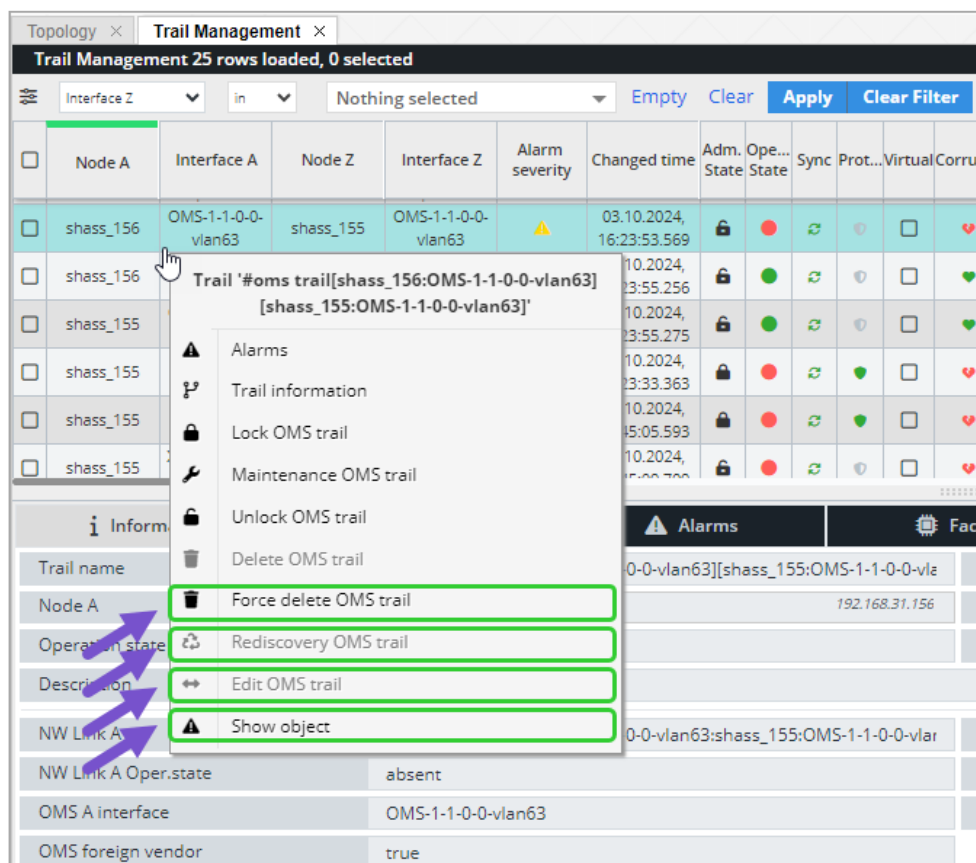 Topology × Trail Management ×
Trail Management 25 rows loaded, 0 selected
Interface Z in Nothing selected Empty Clear Apply Clear Filter
Node A Interface A Node Z Interface Z Alarm severity Changed time Adm. State Ope... State Sync Prot... Virtual Corru
shass_156 OMS-1-1-0-0-vlan63 shass_155 OMS-1-1-0-0-vlan63 03.10.2024, 16:23:53.569
shass_156 10.2024, 23:55.256
shass_155 10.2024, 23:55.275
shass_155 10.2024, 23:33.363
shass_155 10.2024, 45:05.593
shass_155 10.2024,
Trail '#oms trail[shass_156:OMS-1-1-0-0-vlan63]
[shass_155:OMS-1-1-0-0-vlan63]'
Alarms
Trail information
Lock OMS trail
Maintenance OMS trail
Unlock OMS trail
Delete OMS trail
Force delete OMS trail
Rediscovery OMS trail
Edit OMS trail
Show object
Inform Alarms Fac
Trail name -0-0-vlan63][shass_155:OMS-1-1-0-0-vla
Node A 192.168.31.156
Operation state
Description
NW Link A 0-0-vlan63:shass_155:OMS-1-1-0-0-vlar
NW Link A Oper.state absent
OMS A interface OMS-1-1-0-0-vlan63
OMS foreign vendor true